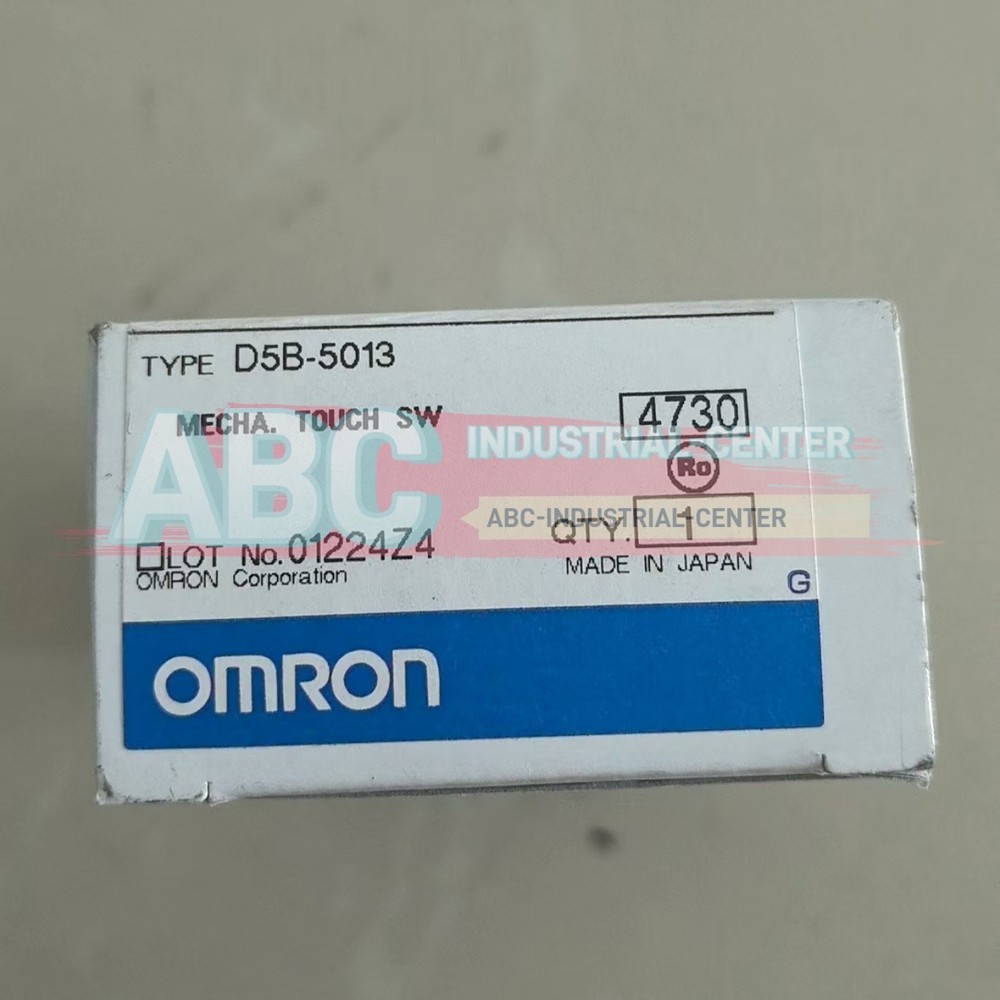 TYPE D5B-5013
MECHA. TOUCH SW
4730
ABC
INDUSTRIAL-CENTER
Ro
ABC-INDUSTRIAL-CENTER
QTY. 1
LOT No. 01224Z4
OMRON Corporation
MADE IN JAPAN
G
OMRON